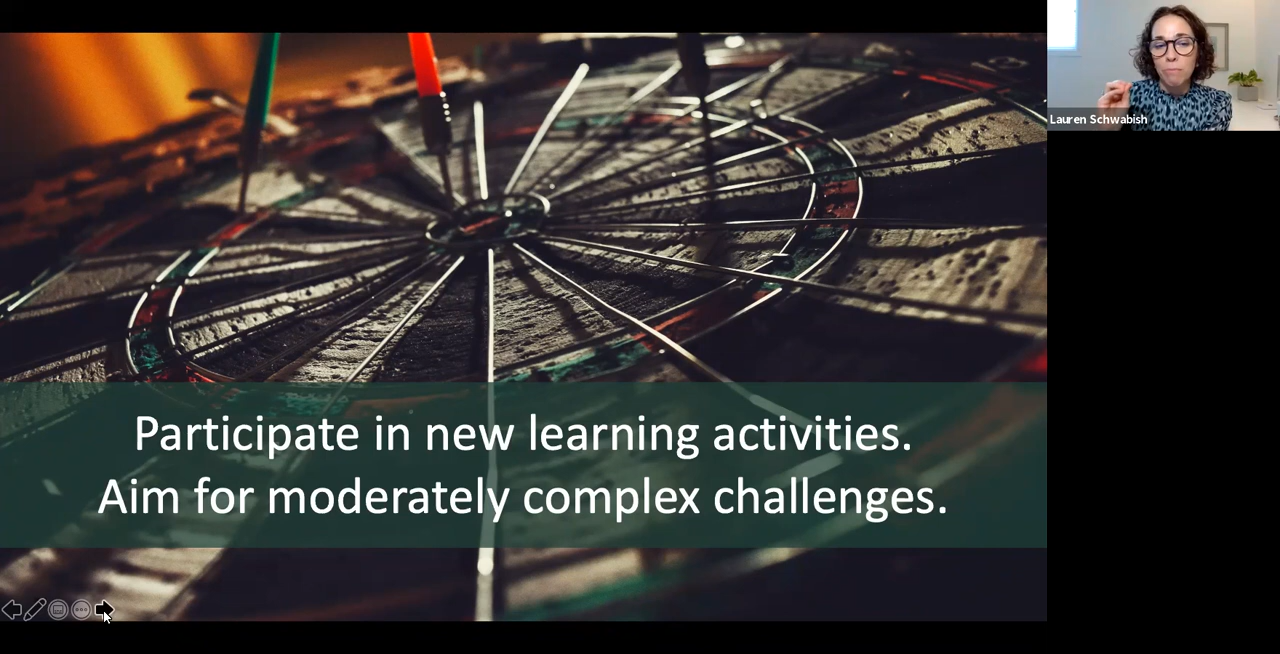 Lauren Schwabish
Participate in new learning activities.
Aim for moderately complex challenges.